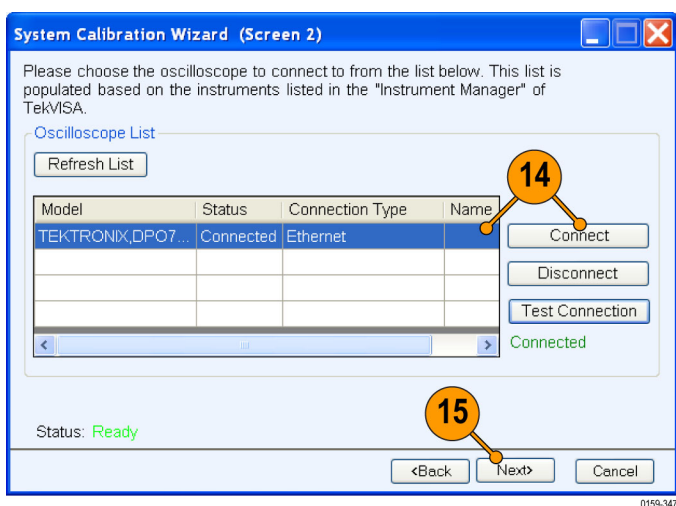 System Calibration Wizard (Screen 2)
Please choose the oscilloscope to connect to from the list below. This list is
populated based on the instruments listed in the "Instrument Manager" of
TekVISA.
Oscilloscope List
Refresh List
14
Model Status Connection Type Name
TEKTRONIX,DPO7... Connected Ethernet
Connect
Disconnect
Test Connection
Connected
15
Status: Ready
<Back Next> Cancel
0159-347